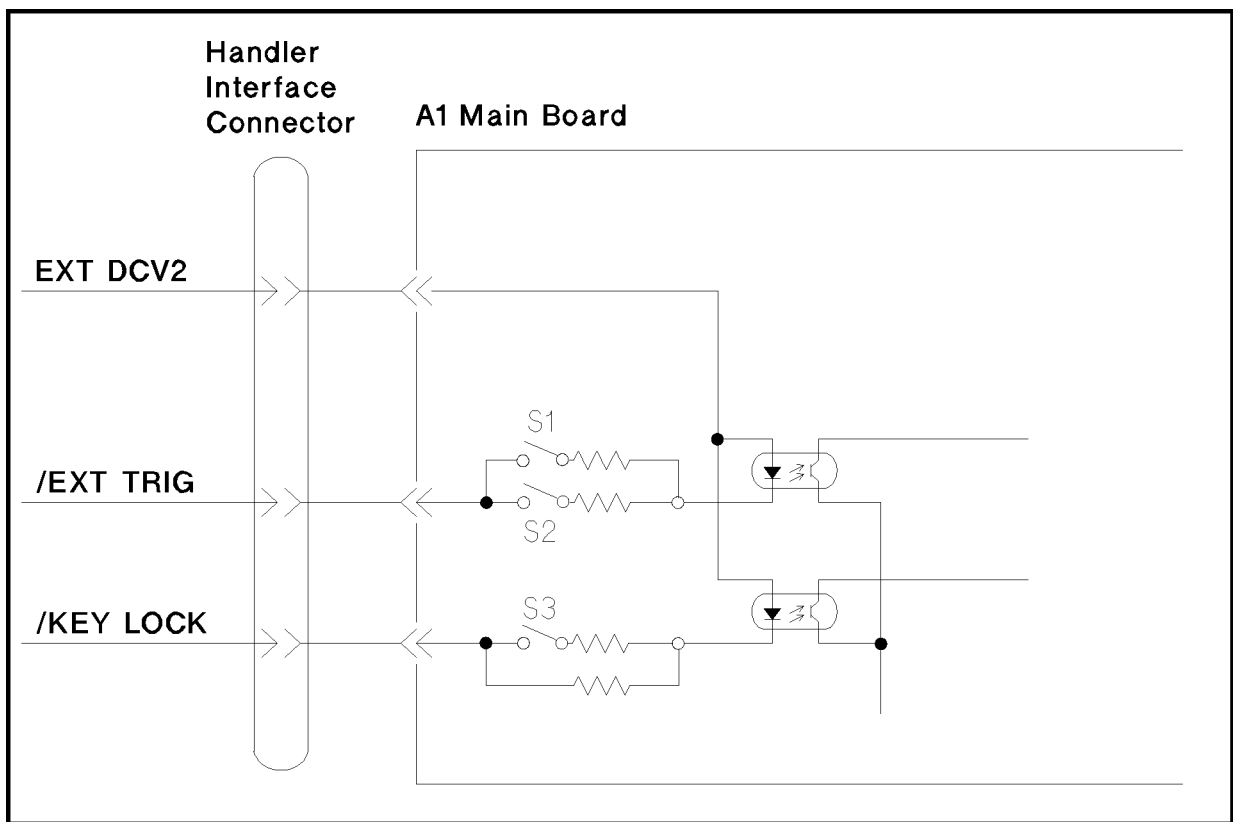 Handler
Interface
Connector
A1 Main Board
EXT DCV2
S1
/EXT TRIG
S2
S3
/KEY LOCK